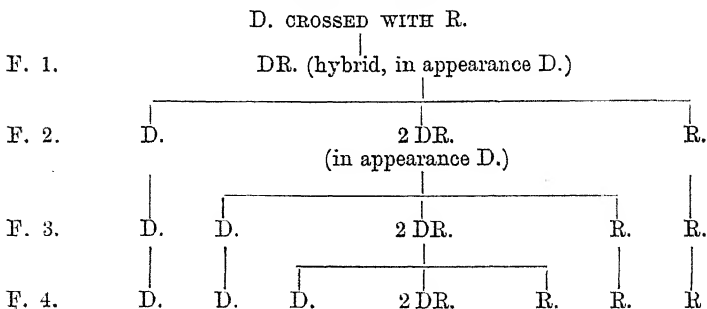 D. CROSSED WITH R.
F. 1. DR. (hybrid, in appearance D.)
F. 2. D. 2 DR. R.
(in appearance D.)
F. 3. D. D. 2 DR. R. R.
F. 4. D. D. D. 2 DR. R. R. R